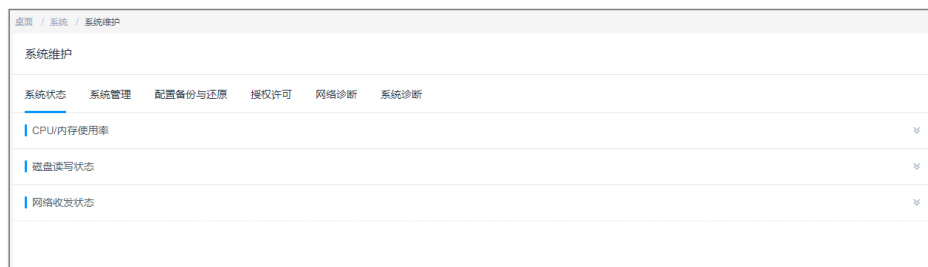 桌面 / 系统 / 系统维护
系统维护
系统状态 系统管理 配置备份与还原 授权许可 网络诊断 系统诊断
CPU/内存使用率
磁盘读写状态
网络收发状态